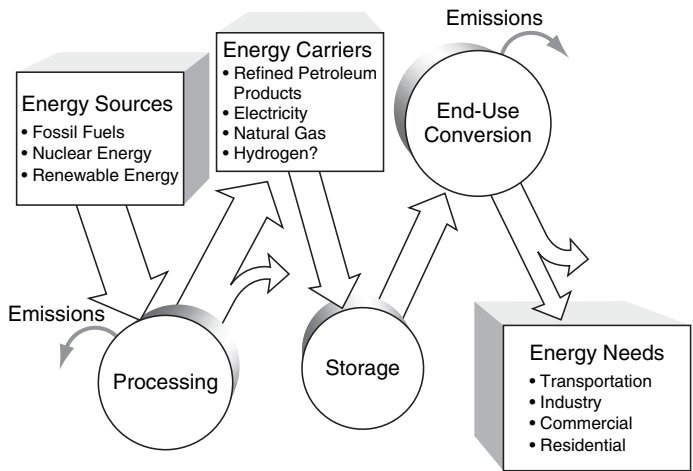 Emissions
Energy Carriers
• Refined Petroleum
Products
• Electricity
• Natural Gas
• Hydrogen?
Energy Sources
• Fossil Fuels
• Nuclear Energy
• Renewable Energy
End-Use
Conversion
Emissions
Processing
Storage
Energy Needs
• Transportation
• Industry
• Commercial
• Residential